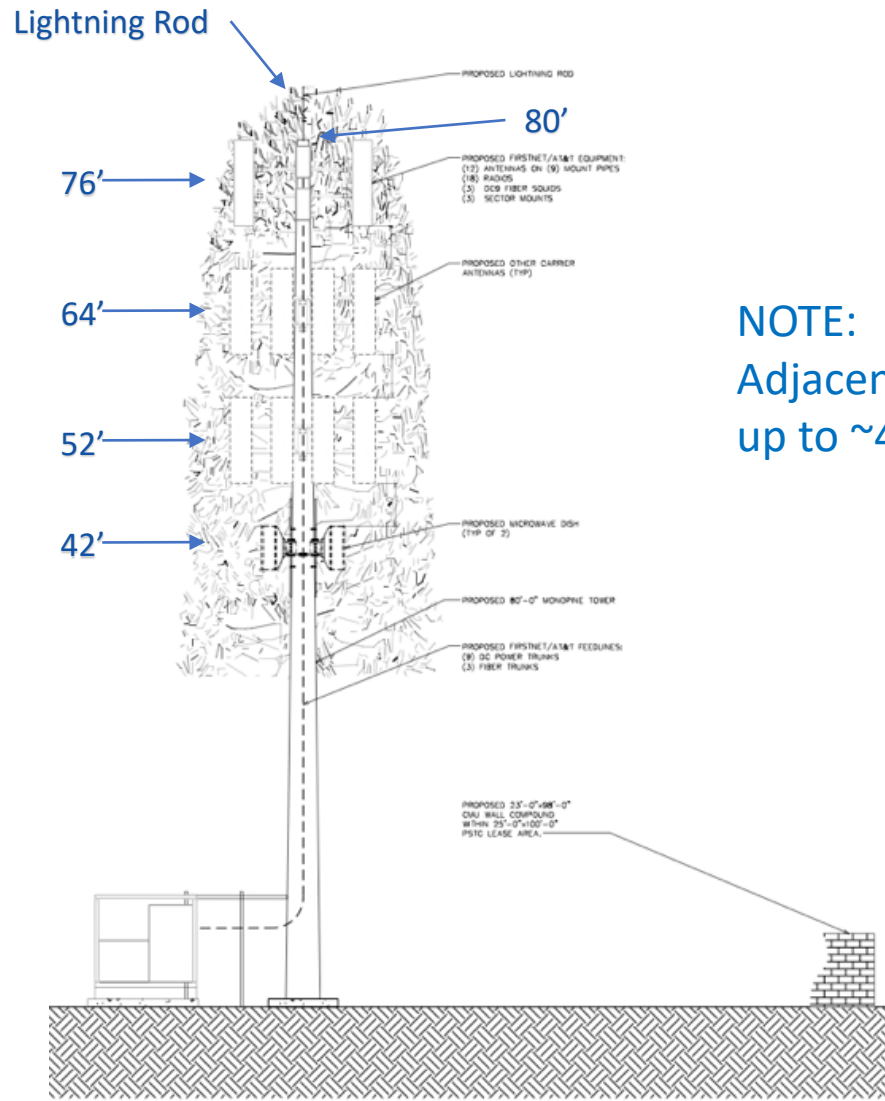 Lightning Rod
PROPOSED LIGHTINING ROD
80’
PROPOSED FIRSTNET/AT&T EQUIPMENT:
(12) ANTENNAS ON (9) MOUNT PIPES
(18) RADIOS
(3) DC9 FIBER SQUIDS
(3) SECTOR MOUNTS
76’
PROPOSED OTHER CARRIER
ANTENNAS (TYP)
64’
NOTE:
Adjacen
up to ~4
52’
PROPOSED MICROWAVE DISH
(TYP OF 2)
42’
PROPOSED 80'-0" MONOPINE TOWER
PROPOSED FIRSTNET/AT&T FEEDLINES:
(9) DC POWER TRUNKS
(3) FIBER TRUNKS
PROPOSED 23'-0"x98'-0"
CMU WALL COMPOUND
WITHIN 25'-0"x100'-0"
PSTC LEASE AREA.